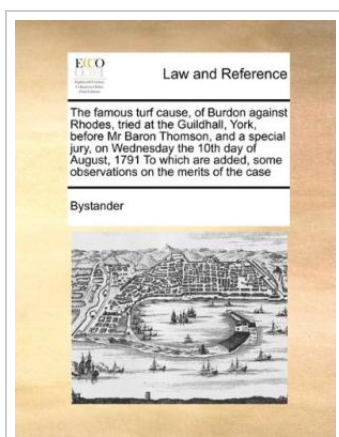 ECCO
Law and Reference
The famous turf cause, of Burdon against
Rhodes, tried at the Guildhall, York,
before Mr Baron Thomson, and a special
jury, on Wednesday the 10th day of
August, 1791 To which are added, some
observations on the merits of the case
Bystander